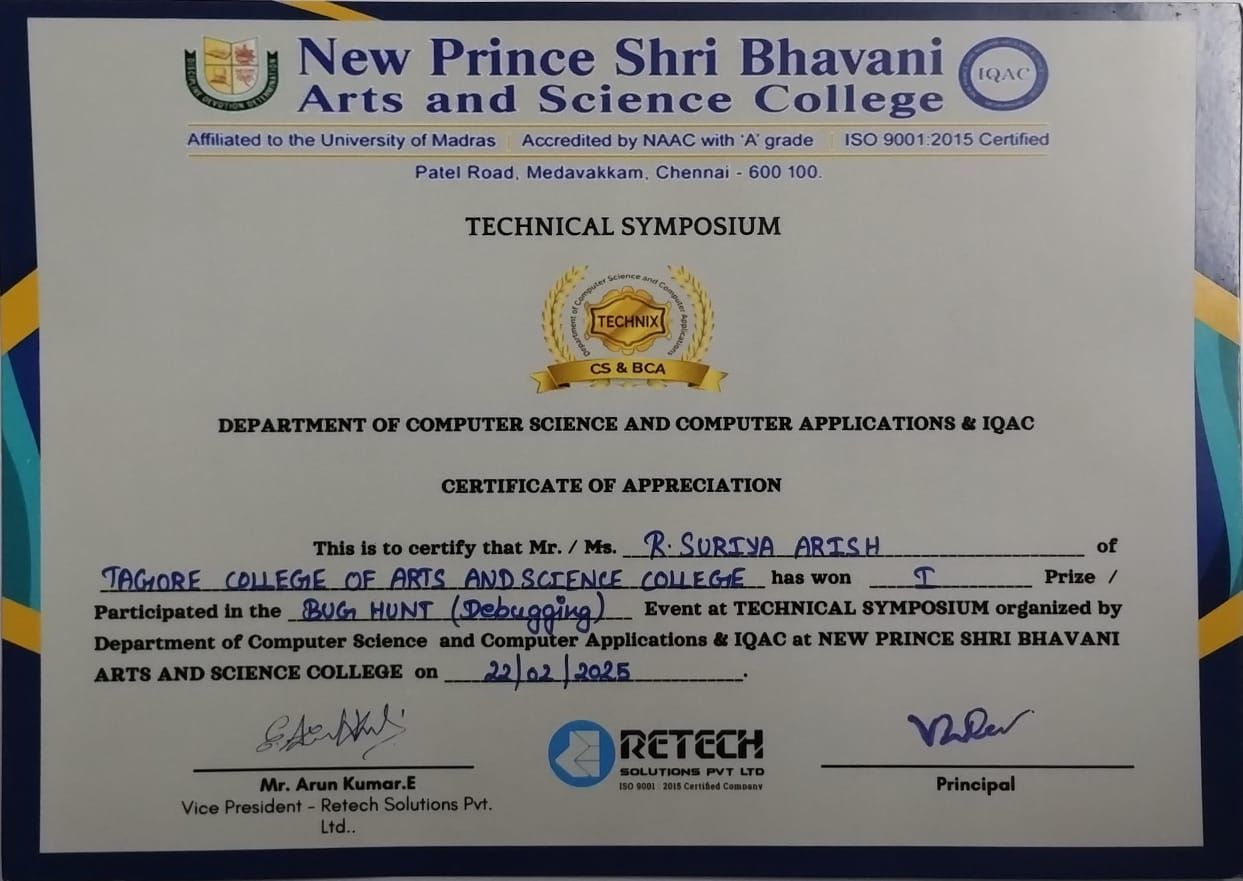 New Prince Shri Bhavani
Arts and Science College
DISCIPLINE DEVOTION DETERMINATION
IQAC
Affiliated to the University of Madras | Accredited by NAAC with 'A' grade | ISO 9001:2015 Certified
Patel Road, Medavakkam, Chennai - 600 100.
TECHNICAL SYMPOSIUM
Department of Computer Science and Computer Applications
TECHNIX
CS & BCA
DEPARTMENT OF COMPUTER SCIENCE AND COMPUTER APPLICATIONS & IQAC
CERTIFICATE OF APPRECIATION
This is to certify that Mr. / Ms. R. SURIYA ARISH of
TAGORE COLLEGE OF ARTS AND SCIENCE COLLEGE has won I Prize /
Participated in the BUG HUNT (Debugging) Event at TECHNICAL SYMPOSIUM organized by
Department of Computer Science and Computer Applications & IQAC at NEW PRINCE SHRI BHAVANI
ARTS AND SCIENCE COLLEGE on 22/02/2025.
RETECH
SOLUTIONS PVT LTD
ISO 9001 : 2015 Certified Company
Mr. Arun Kumar.E
Vice President - Retech Solutions Pvt.
Ltd..
Principal